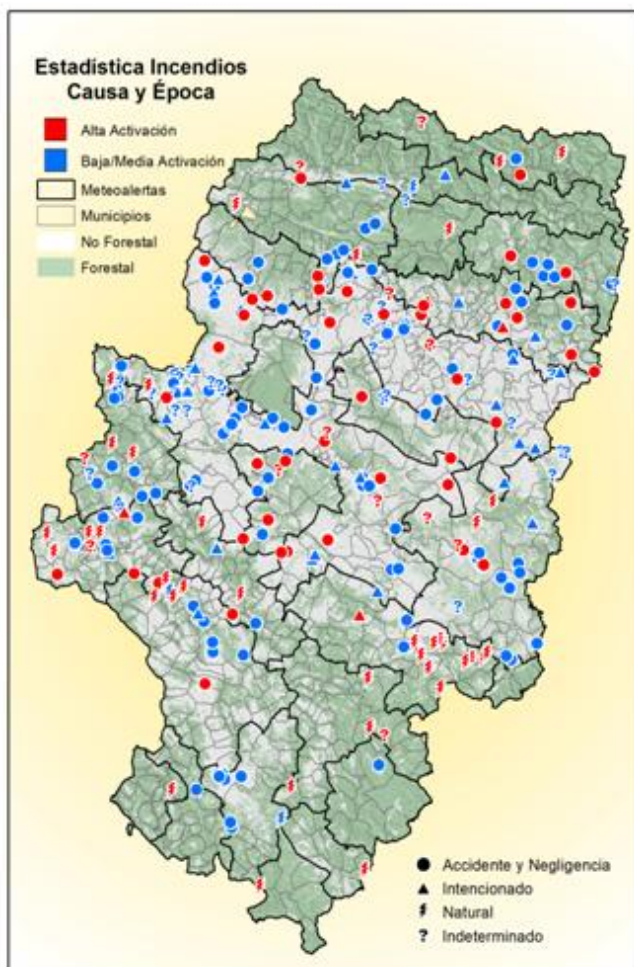 Estadística Incendios
Causa y Época
Alta Activación
Baja/Media Activación
Meteoalertas
Municipios
No Forestal
Forestal
Accidente y Negligencia
Intencionado
Natural
? Indeterminado